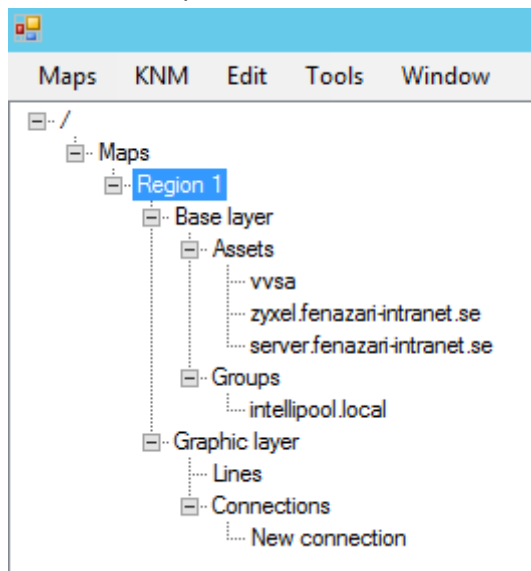 Maps KNM Edit Tools Window
/
Maps
Region 1
Base layer
Assets
vvsa
zyxel.fenazari-intranet.se
server.fenazari-intranet.se
Groups
intellipool.local
Graphic layer
Lines
Connections
New connection